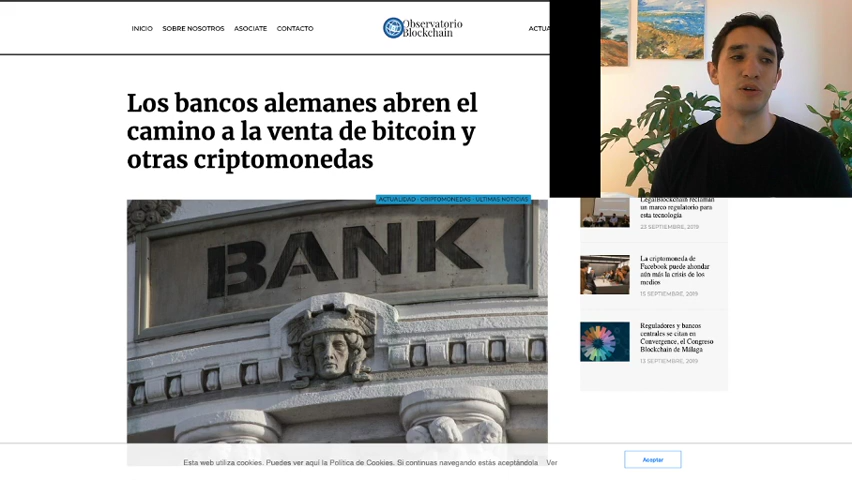 INICIO SOBRE NOSOTROS ASOCIATE CONTACTO
Observatorio
Blockchain
ACTUA
Los bancos alemanes abren el
camino a la venta de bitcoin y
otras criptomonedas
ACTUALIDAD · CRIPTOMONEDAS · ULTIMAS NOTICIAS
BANK
LegalBlockchain reclaman
un marco regulatorio para
esta tecnología
23 SEPTIEMBRE, 2019
La criptomoneda de
Facebook puede ahondar
aún más la crisis de los
medios
15 SEPTIEMBRE, 2019
Reguladores y bancos
centrales se citan en
Convergence, el Congreso
Blockchain de Málaga
13 SEPTIEMBRE, 2019
Esta web utiliza cookies. Puedes ver aquí la Política de Cookies. Si continuas navegando estás aceptándola Ver
Aceptar